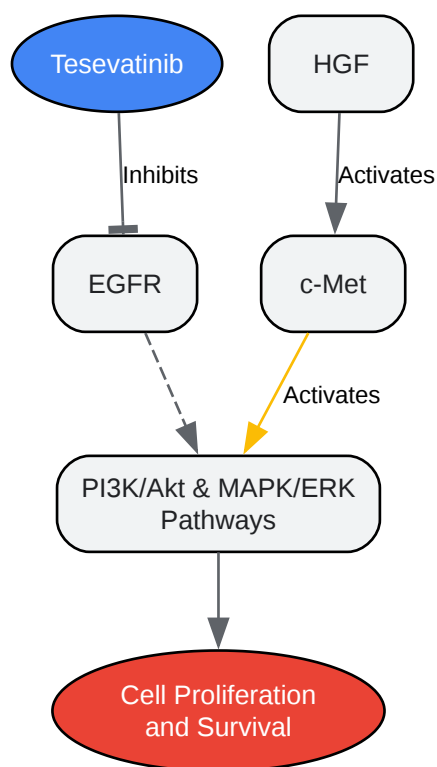 Tesevatinib
HGF
Inhibits
Activates
EGFR
c-Met
Activates
PI3K/Akt & MAPK/ERK
Pathways
Cell Proliferation
and Survival